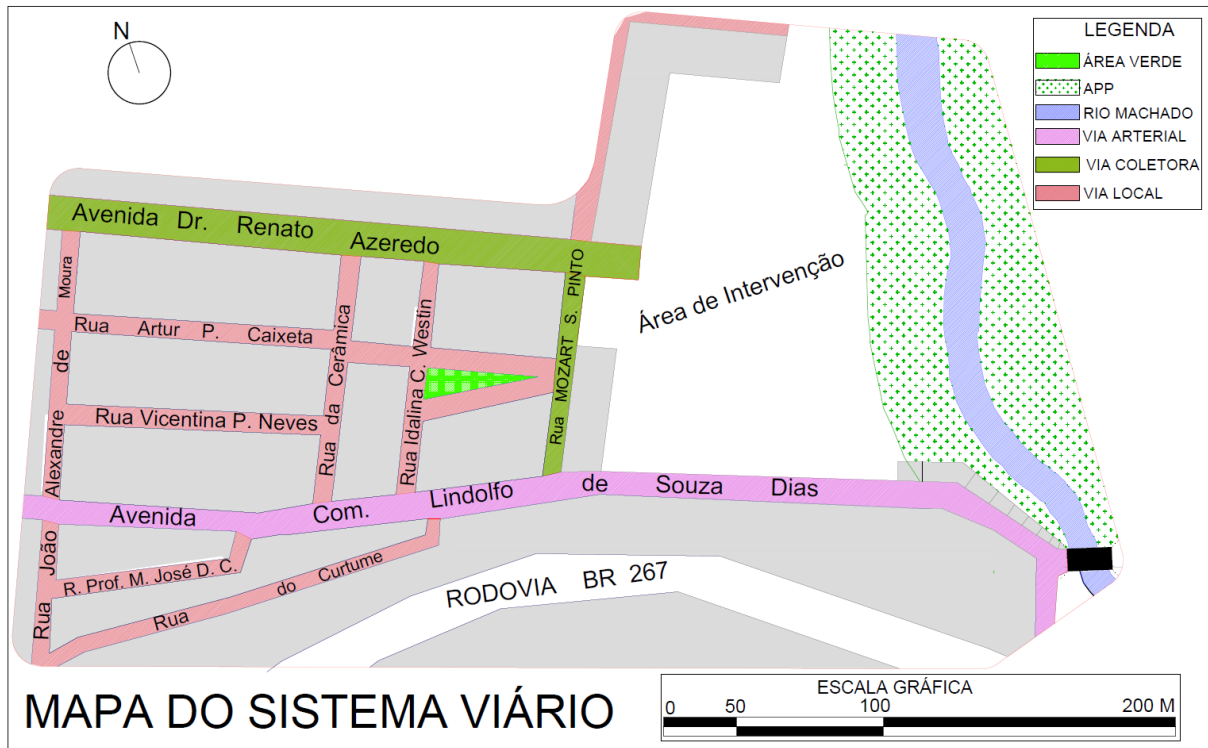 N
LEGENDA
ÁREA VERDE
APP
RIO MACHADO
VIA ARTERIAL
VIA COLETORA
VIA LOCAL
Avenida Dr. Renato Azeredo
Rua MOZART S. PINTO
Área de Intervenção
Rua Artur P. Caixeta
Rua da Cerâmica
Rua Idalina C. Westin
Rua Vicentina P. Neves
Rua João Alexandre de Moura
Avenida Com. Lindolfo de Souza Dias
R. Prof. M. José D. C.
Rua do Curtume
RODOVIA BR 267
MAPA DO SISTEMA VIÁRIO
ESCALA GRÁFICA
0 50 100 200 M